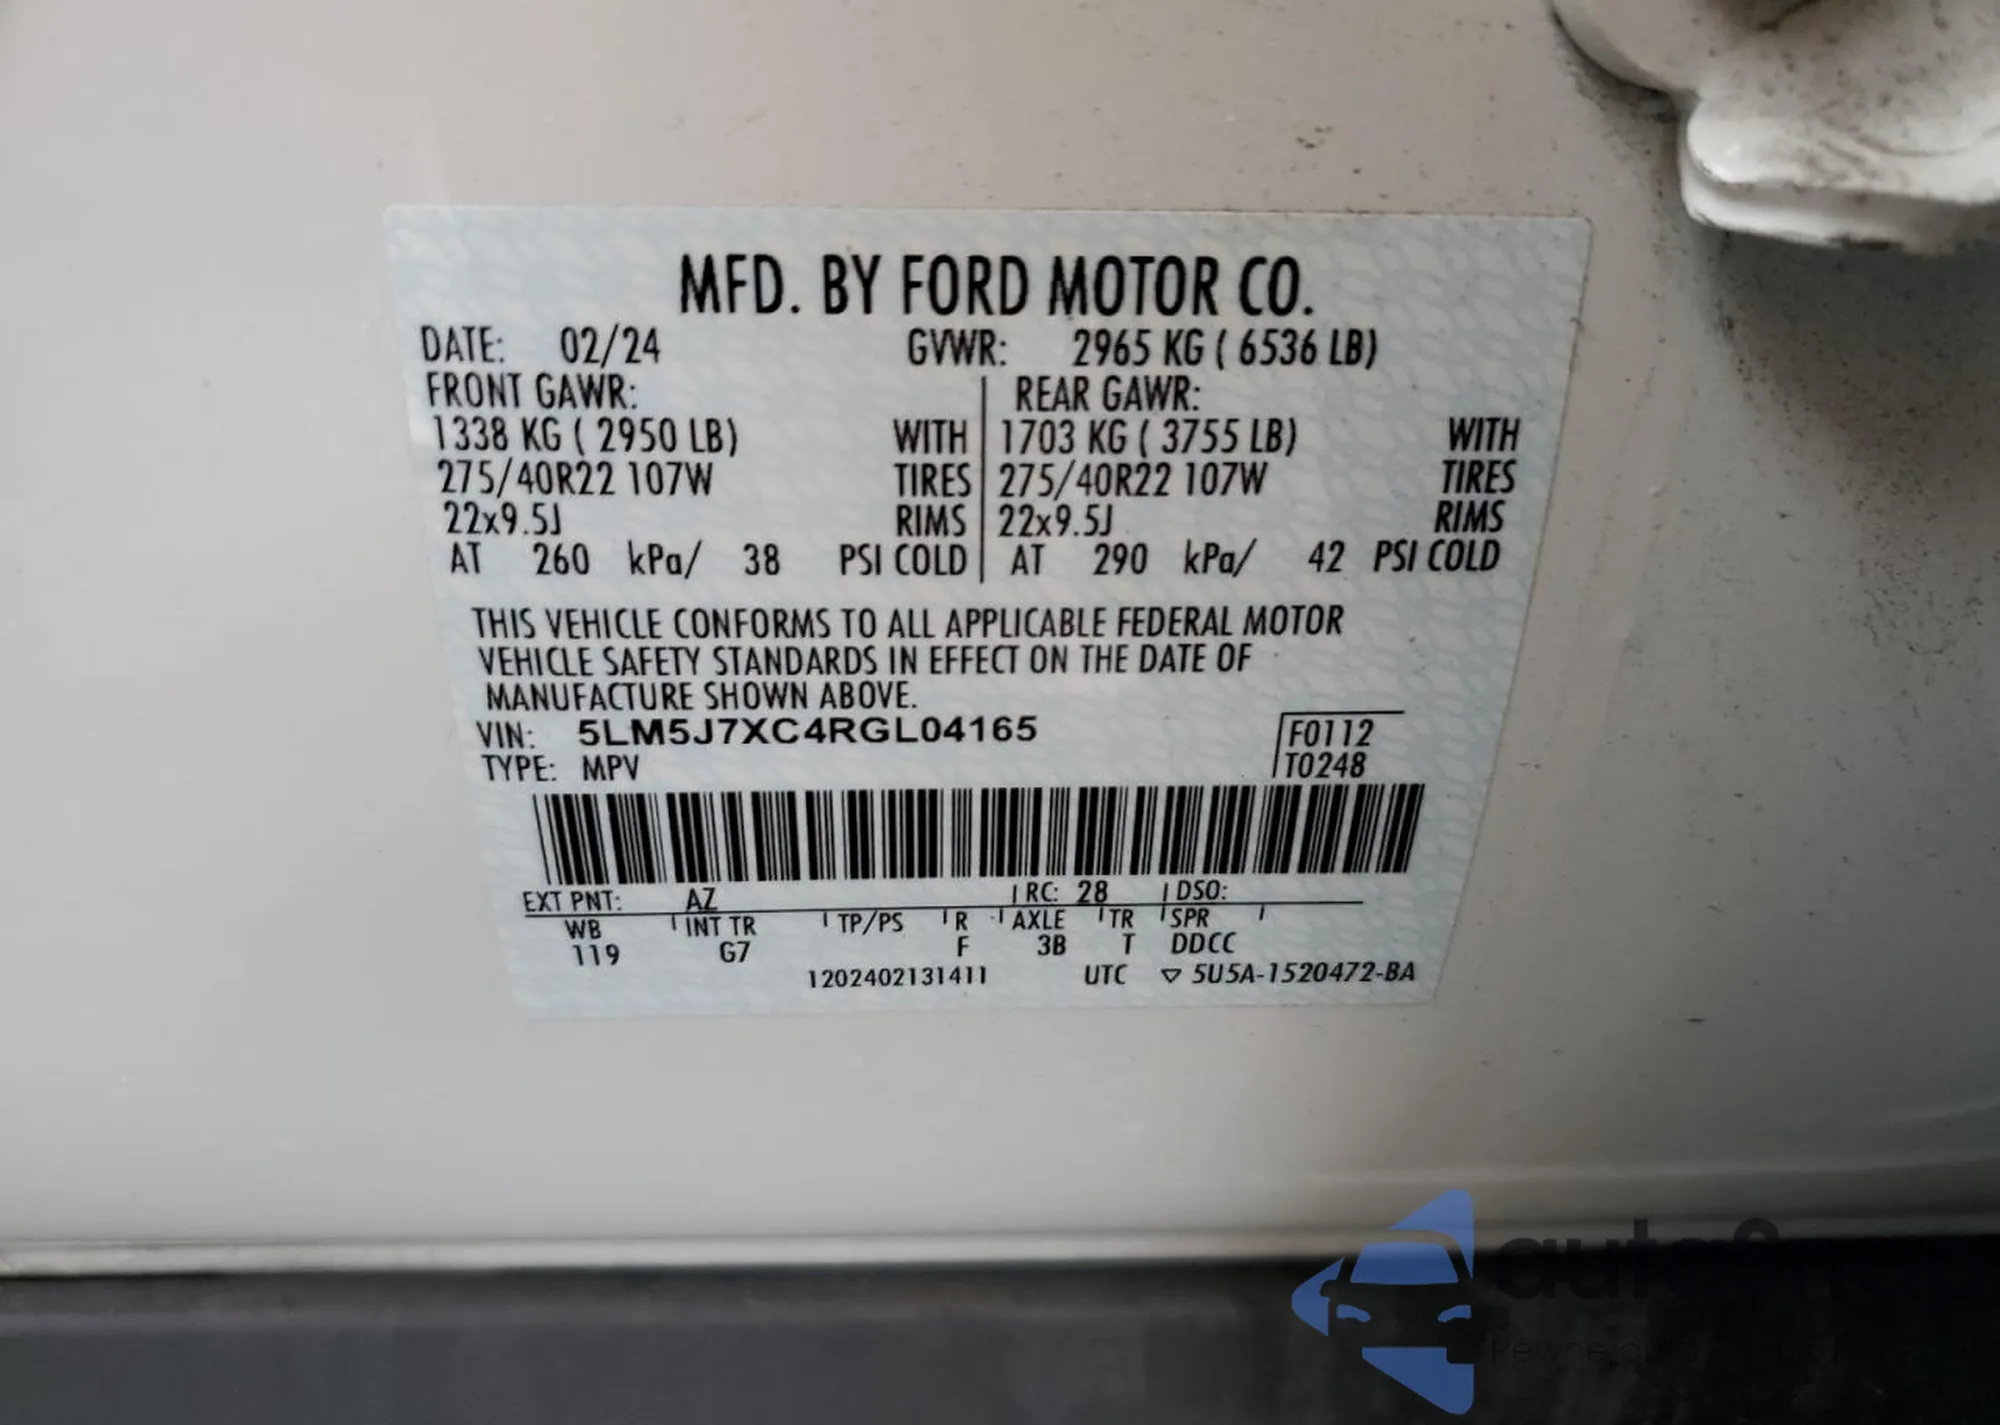 MFD. BY FORD MOTOR CO.
DATE: 02/24 GVWR: 2965 KG ( 6536 LB)
FRONT GAWR: REAR GAWR:
1338 KG ( 2950 LB) WITH 1703 KG ( 3755 LB) WITH
275/40R22 107W TIRES 275/40R22 107W TIRES
22x9.5J RIMS 22x9.5J RIMS
AT 260 kPa/ 38 PSI COLD AT 290 kPa/ 42 PSI COLD
THIS VEHICLE CONFORMS TO ALL APPLICABLE FEDERAL MOTOR
VEHICLE SAFETY STANDARDS IN EFFECT ON THE DATE OF
MANUFACTURE SHOWN ABOVE.
VIN: 5LM5J7XC4RGL04165 F0112
TYPE: MPV T0248
EXT PNT: AZ RC: 28 DSO:
WB INT TR TP/PS R AXLE TR SPR
119 G7 F 3B T DDCC
1202402131411 UTC ▽ 5U5A-1520472-BA